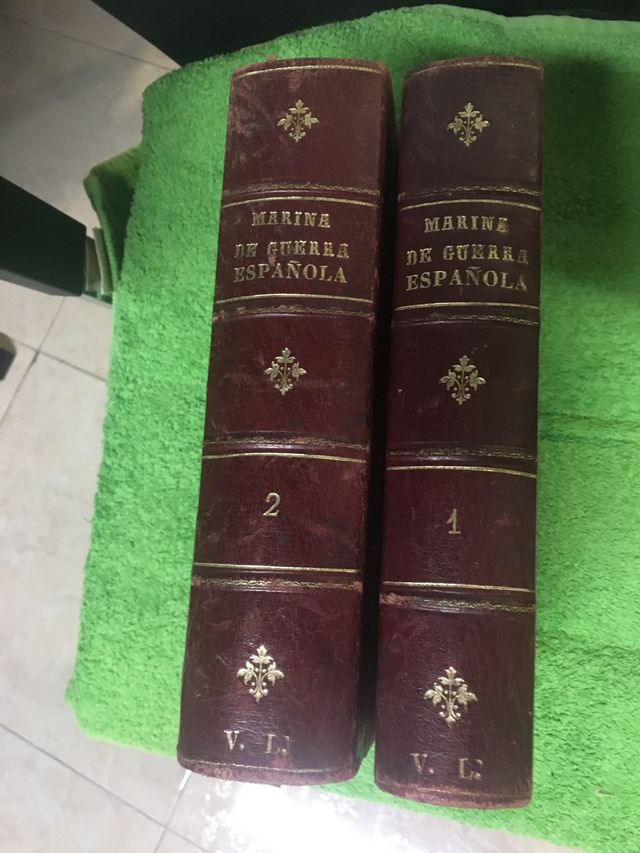 MARINA
DE GUERRA
ESPAÑOLA
2
V. L.
MARINA
DE GUERRA
ESPAÑOLA
1
V. L.